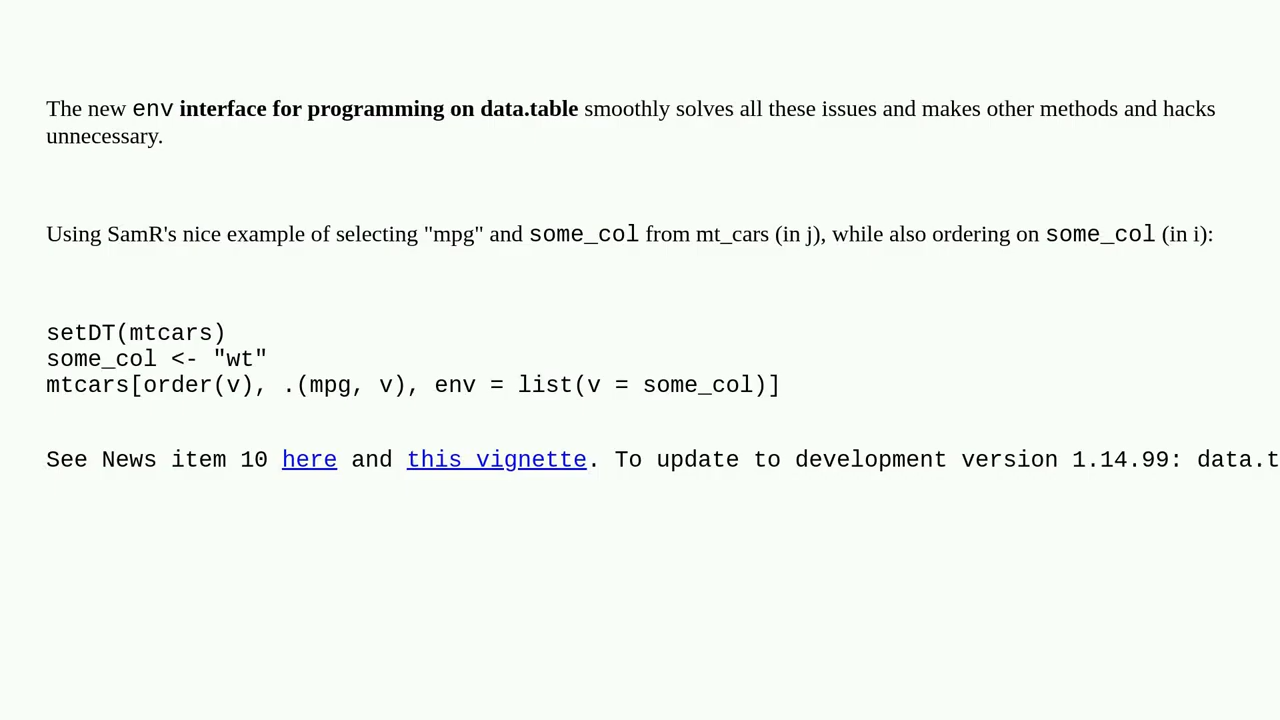 The new env interface for programming on data.table smoothly solves all these issues and makes other methods and hacks
unnecessary.
Using SamR's nice example of selecting "mpg" and some_col from mt_cars (in j), while also ordering on some_col (in i):
setDT(mtcars)
some_col <- "wt"
mtcars[order(v), .(mpg, v), env = list(v = some_col)]
See News item 10 here and this vignette. To update to development version 1.14.99: data.t